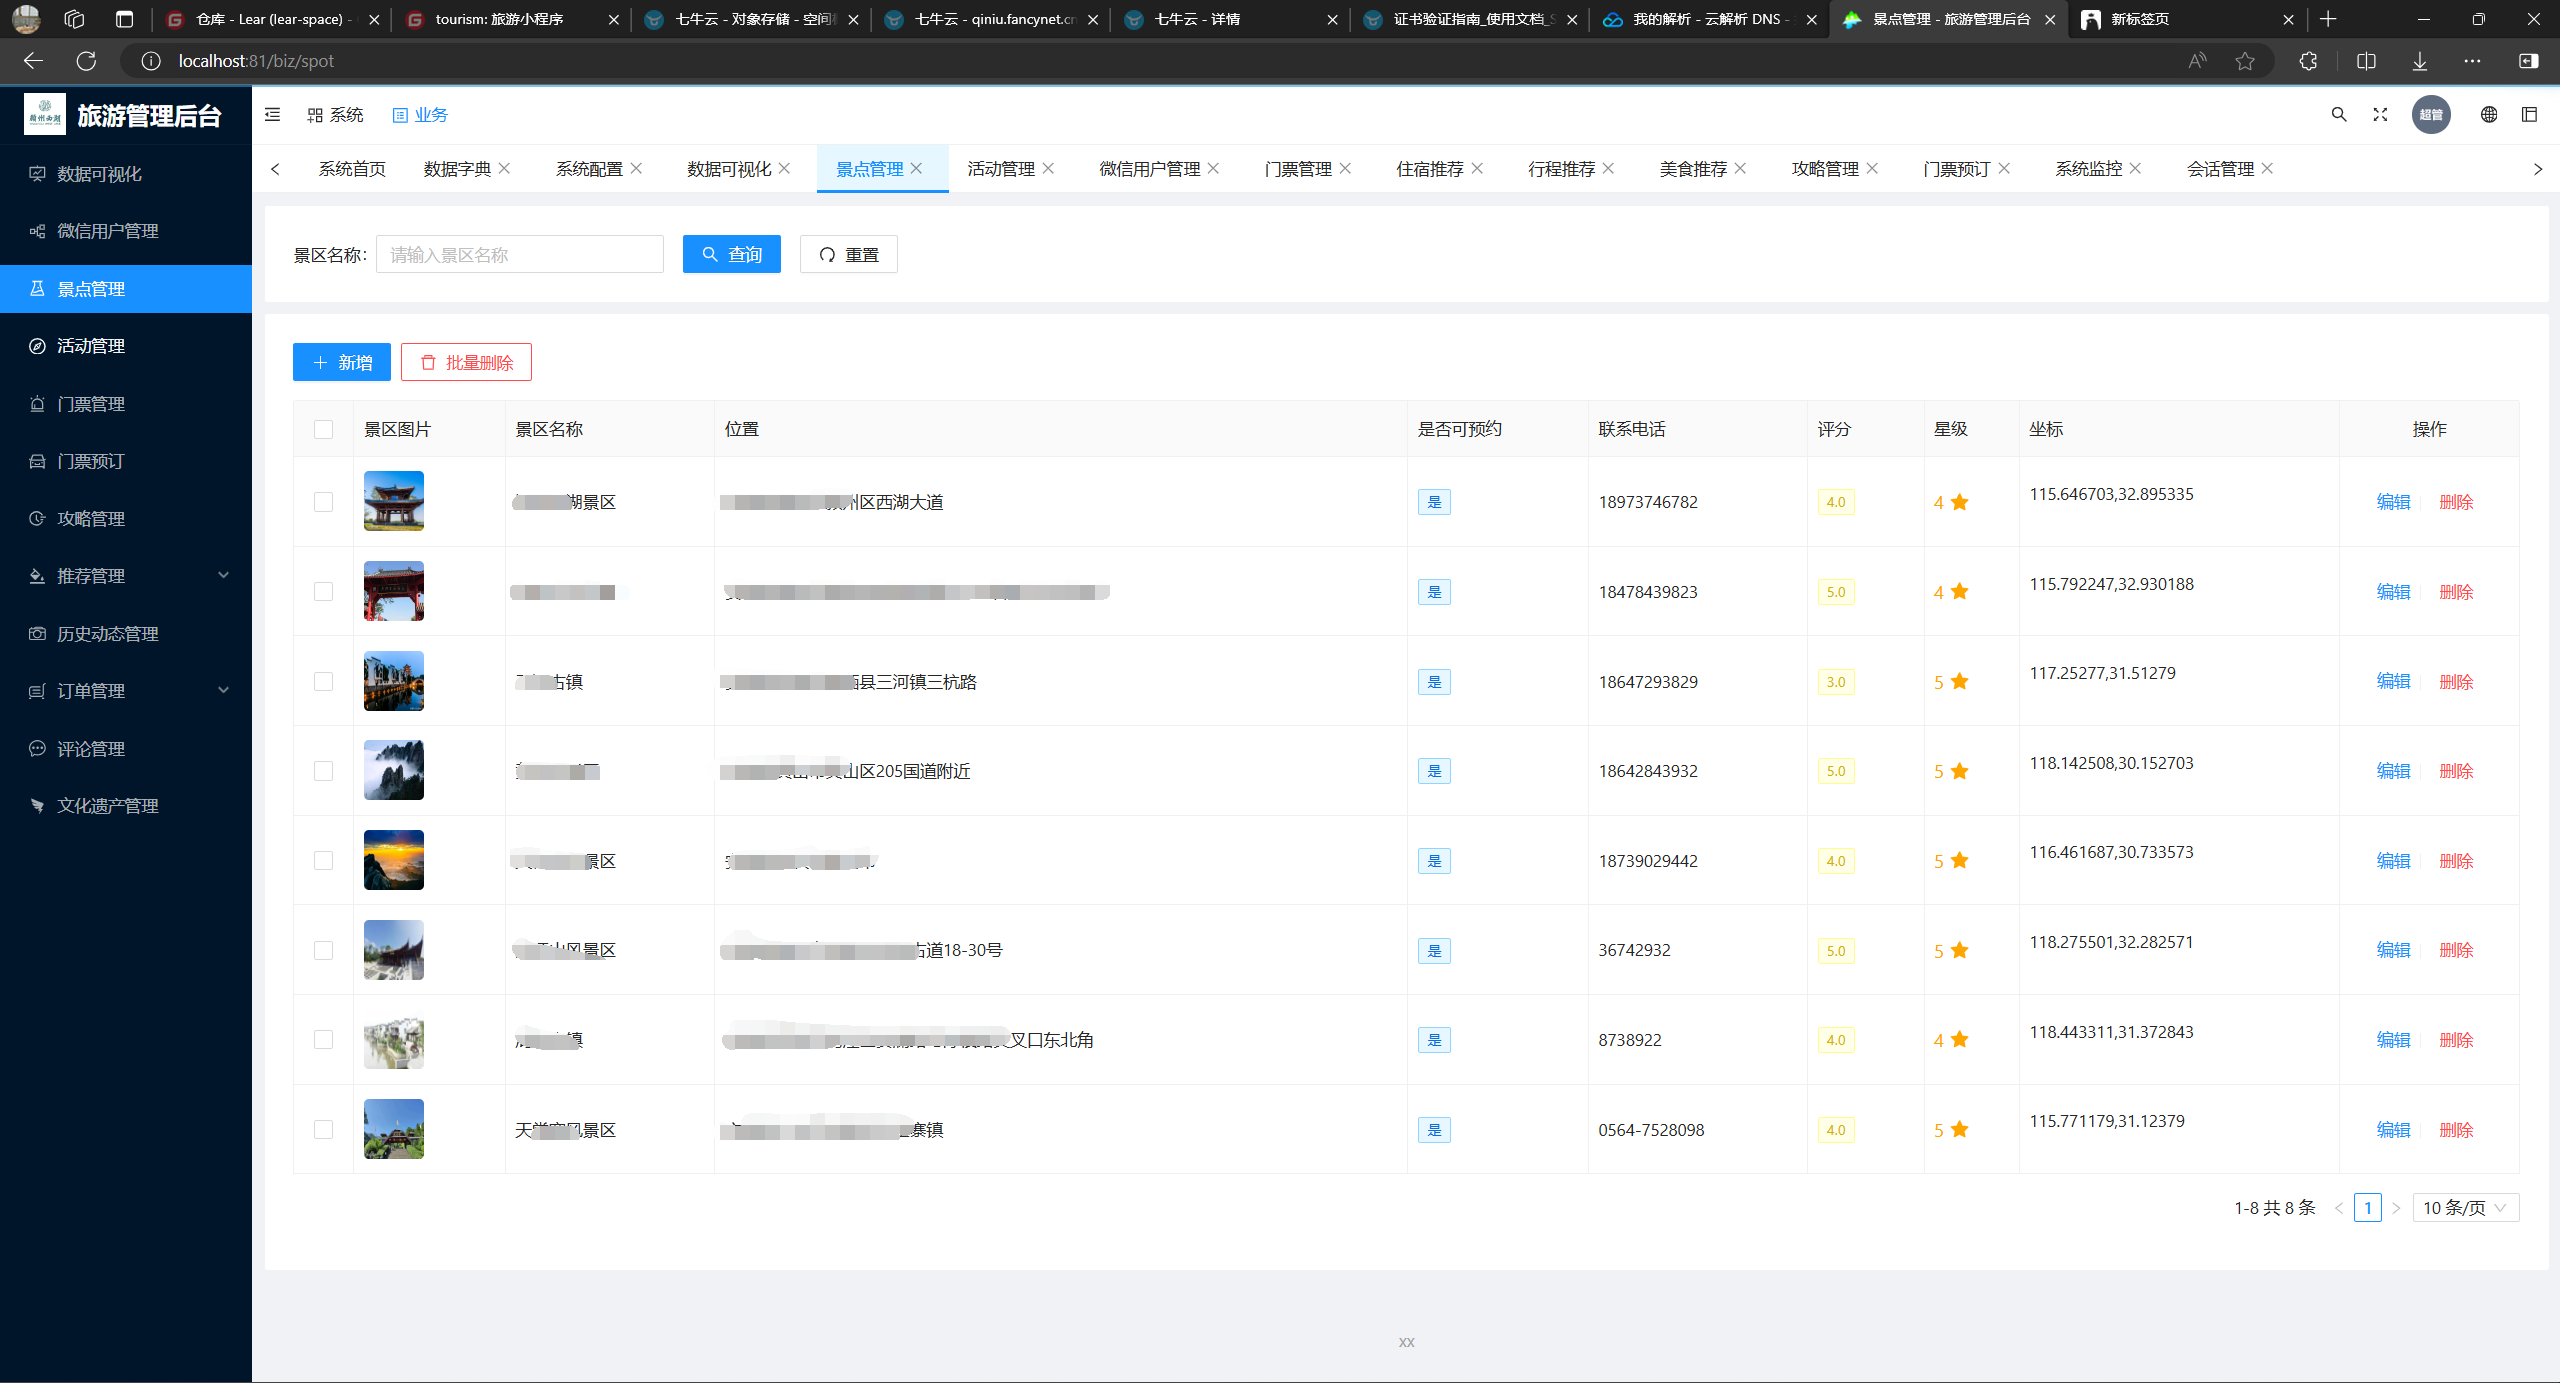 仓库 - Lear (lear-space) -
tourism: 旅游小程序
七牛云 - 对象存储 - 空间
七牛云 - qiniu.fancynet.cn
七牛云 - 详情
证书验证指南_使用文档_S
我的解析 - 云解析 DNS -
景点管理 - 旅游管理后台
新标签页
localhost:81/biz/spot
旅游管理后台
系统
业务
超管
数据可视化
微信用户管理
景点管理
活动管理
门票管理
门票预订
攻略管理
推荐管理
历史动态管理
订单管理
评论管理
文化遗产管理
系统首页
数据字典
系统配置
数据可视化
景点管理
活动管理
微信用户管理
门票管理
住宿推荐
行程推荐
美食推荐
攻略管理
门票预订
系统监控
会话管理
景区名称:
请输入景区名称
查询
重置
新增
批量删除
景区图片 景区名称 位置 是否可预约 联系电话 评分 星级 坐标 操作
湖景区 州区西湖大道 是 18973746782 4.0 4 115.646703,32.895335 编辑 删除
是 18478439823 5.0 4 115.792247,32.930188 编辑 删除
古镇 县三河镇三杭路 是 18647293829 3.0 5 117.25277,31.51279 编辑 删除
山区205国道附近 是 18642843932 5.0 5 118.142508,30.152703 编辑 删除
景区 是 18739029442 4.0 5 116.461687,30.733573 编辑 删除
山风景区 古道18-30号 是 36742932 5.0 5 118.275501,32.282571 编辑 删除
镇 叉口东北角 是 8738922 4.0 4 118.443311,31.372843 编辑 删除
天 风景区 寨镇 是 0564-7528098 4.0 5 115.771179,31.12379 编辑 删除
1-8 共 8 条
1
10 条/页
xx